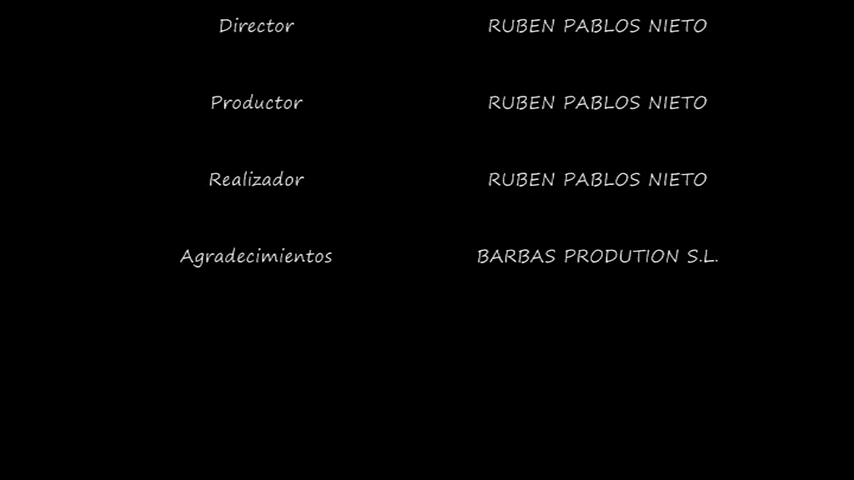 Director RUBEN PABLOS NIETO
Productor RUBEN PABLOS NIETO
Realizador RUBEN PABLOS NIETO
Agradecimientos BARBAS PRODUTION S.L.